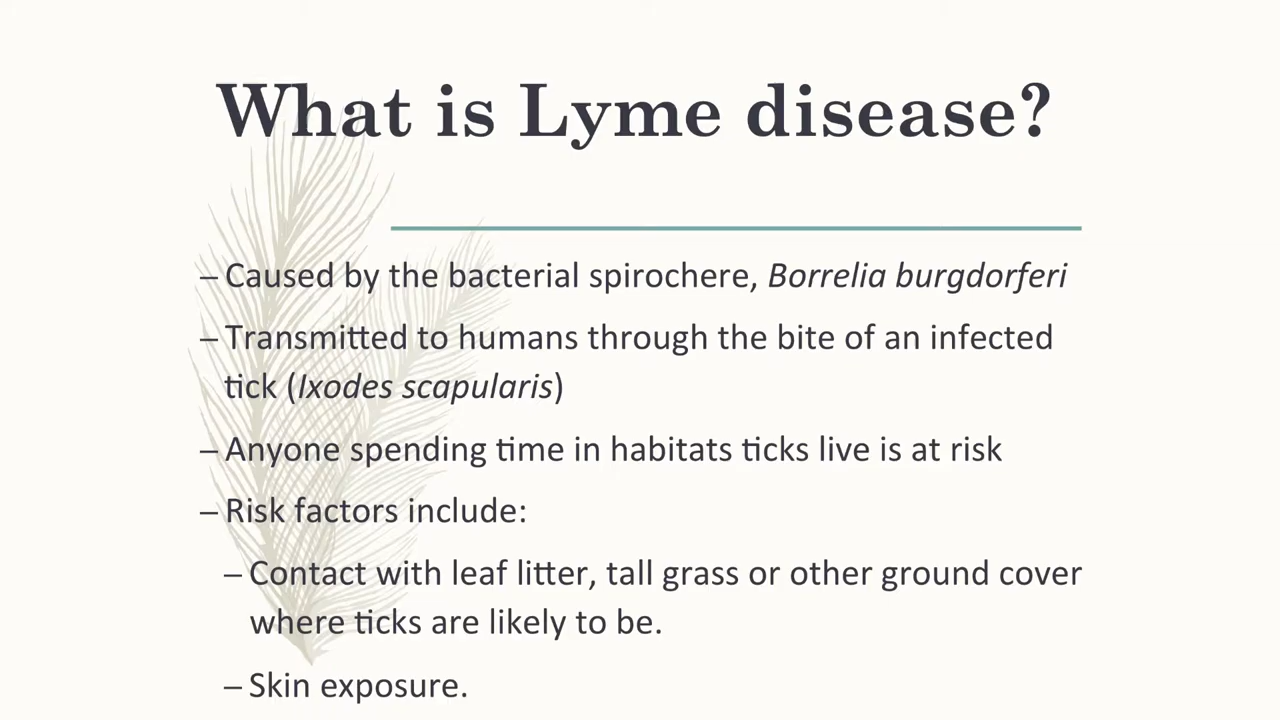 What is Lyme disease?
– Caused by the bacterial spirochere, Borrelia burgdorferi
– Transmitted to humans through the bite of an infected
tick (Ixodes scapularis)
– Anyone spending time in habitats ticks live is at risk
– Risk factors include:
– Contact with leaf litter, tall grass or other ground cover
where ticks are likely to be.
– Skin exposure.